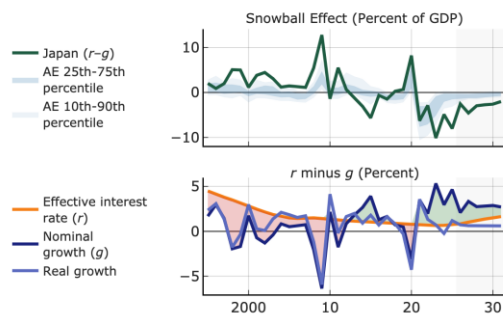 Snowball Effect (Percent of GDP)
Japan (r–g)
AE 25th-75th
percentile
AE 10th-90th
percentile
10
0
−10
r minus g (Percent)
Effective interest
rate (r)
Nominal
growth (g)
Real growth
5
0
−5
2000
10
20
30